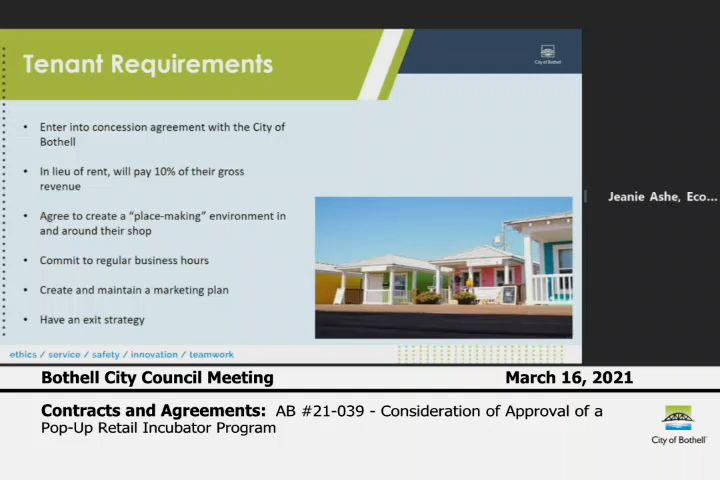 Tenant Requirements
City of Bothell
• Enter into concession agreement with the City of
Bothell
• In lieu of rent, will pay 10% of their gross
revenue
• Agree to create a “place-making” environment in
and around their shop
• Commit to regular business hours
• Create and maintain a marketing plan
• Have an exit strategy
ethics / service / safety / innovation / teamwork
Jeanie Ashe, Eco...
Bothell City Council Meeting March 16, 2021
Contracts and Agreements: AB #21-039 - Consideration of Approval of a
Pop-Up Retail Incubator Program
City of Bothell